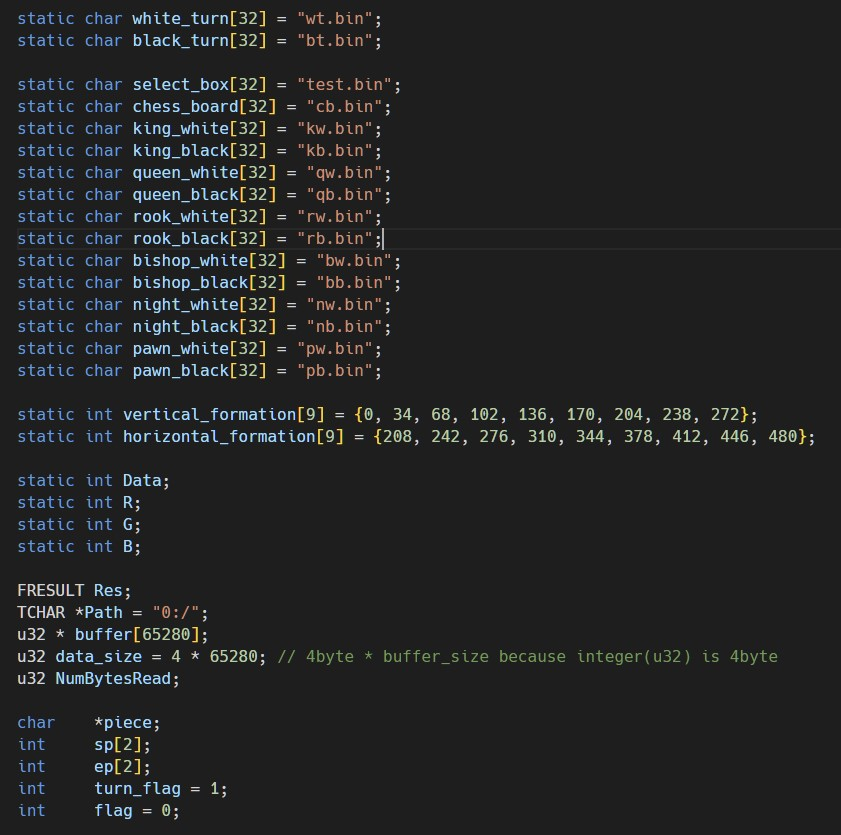 static char white_turn[32] = "wt.bin";
static char black_turn[32] = "bt.bin";
static char select_box[32] = "test.bin";
static char chess_board[32] = "cb.bin";
static char king_white[32] = "kw.bin";
static char king_black[32] = "kb.bin";
static char queen_white[32] = "qw.bin";
static char queen_black[32] = "qb.bin";
static char rook_white[32] = "rw.bin";
static char rook_black[32] = "rb.bin";
static char bishop_white[32] = "bw.bin";
static char bishop_black[32] = "bb.bin";
static char night_white[32] = "nw.bin";
static char night_black[32] = "nb.bin";
static char pawn_white[32] = "pw.bin";
static char pawn_black[32] = "pb.bin";
static int vertical_formation[9] = {0, 34, 68, 102, 136, 170, 204, 238, 272};
static int horizontal_formation[9] = {208, 242, 276, 310, 344, 378, 412, 446, 480};
static int Data;
static int R;
static int G;
static int B;
FRESULT Res;
TCHAR *Path = "0:/";
u32 * buffer[65280];
u32 data_size = 4 * 65280; // 4byte * buffer_size because integer(u32) is 4byte
u32 NumBytesRead;
char    *piece;
int     sp[2];
int     ep[2];
int     turn_flag = 1;
int     flag = 0;